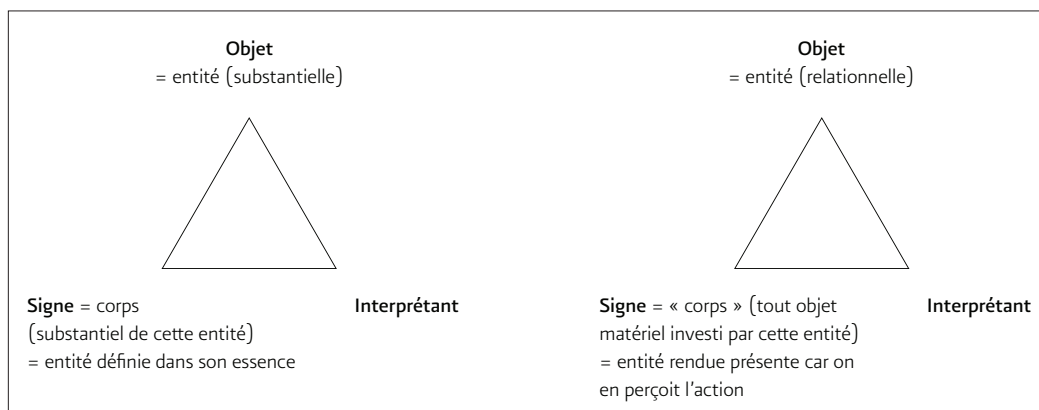 Objet
= entité (substantielle)
Signe = corps
(substantiel de cette entité)
= entité définie dans son essence
Interprétant
Objet
= entité (relationnelle)
Signe = « corps » (tout objet
matériel investi par cette entité)
= entité rendue présente car on
en perçoit l'action
Interprétant